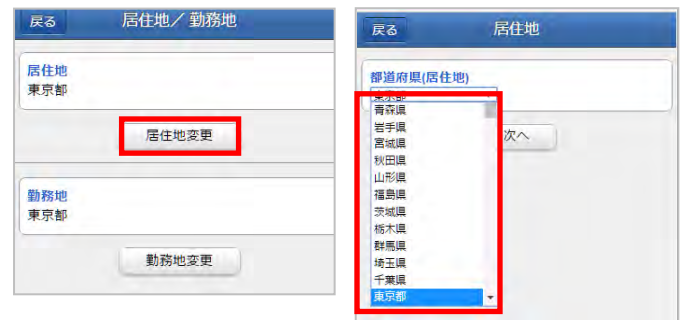 戻る 居住地／勤務地
居住地
東京都
居住地変更
勤務地
東京都
勤務地変更
戻る 居住地
都道府県(居住地)
東京都
青森県
岩手県
宮城県
秋田県
山形県
福島県
茨城県
栃木県
群馬県
埼玉県
千葉県
東京都
次へ